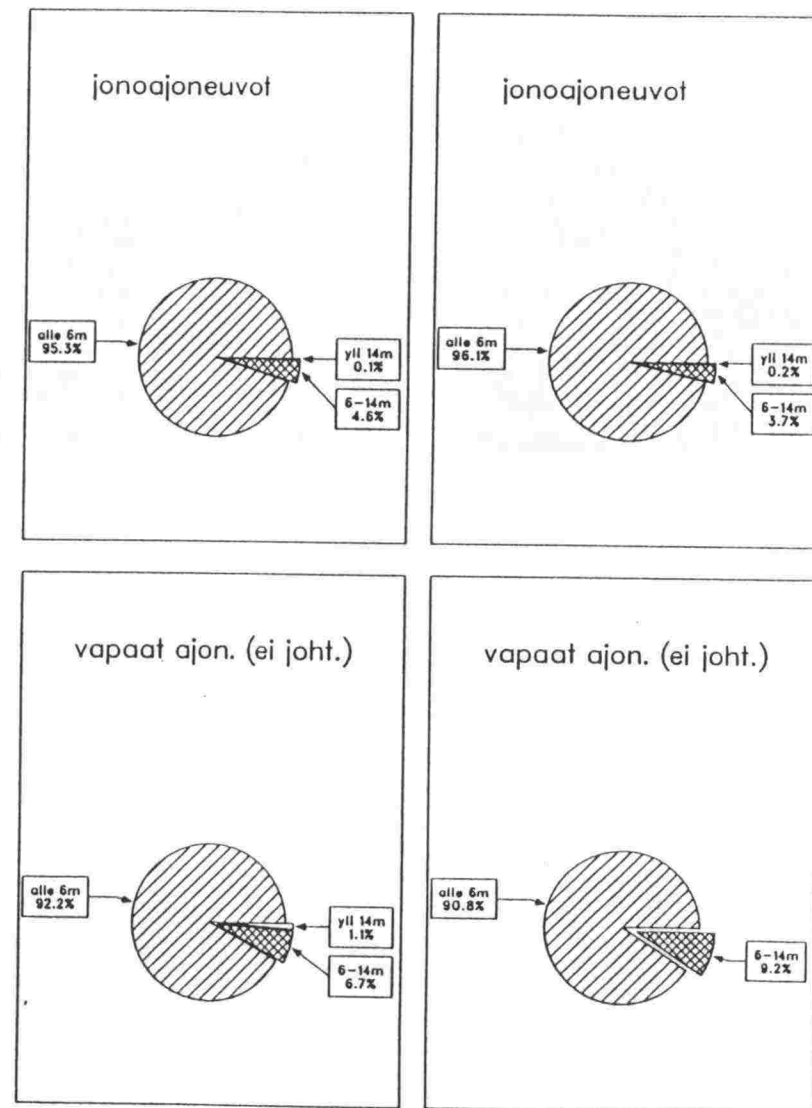 jonoajoneuvot
alle 6m
95.3%
yli 14m
0.1%
6-14m
4.6%
jonoajoneuvot
alle 6m
96.1%
yli 14m
0.2%
6-14m
3.7%
vapaat ajon. (ei joht.)
alle 6m
92.2%
yli 14m
1.1%
6-14m
6.7%
vapaat ajon. (ei joht.)
alle 6m
90.8%
6-14m
9.2%